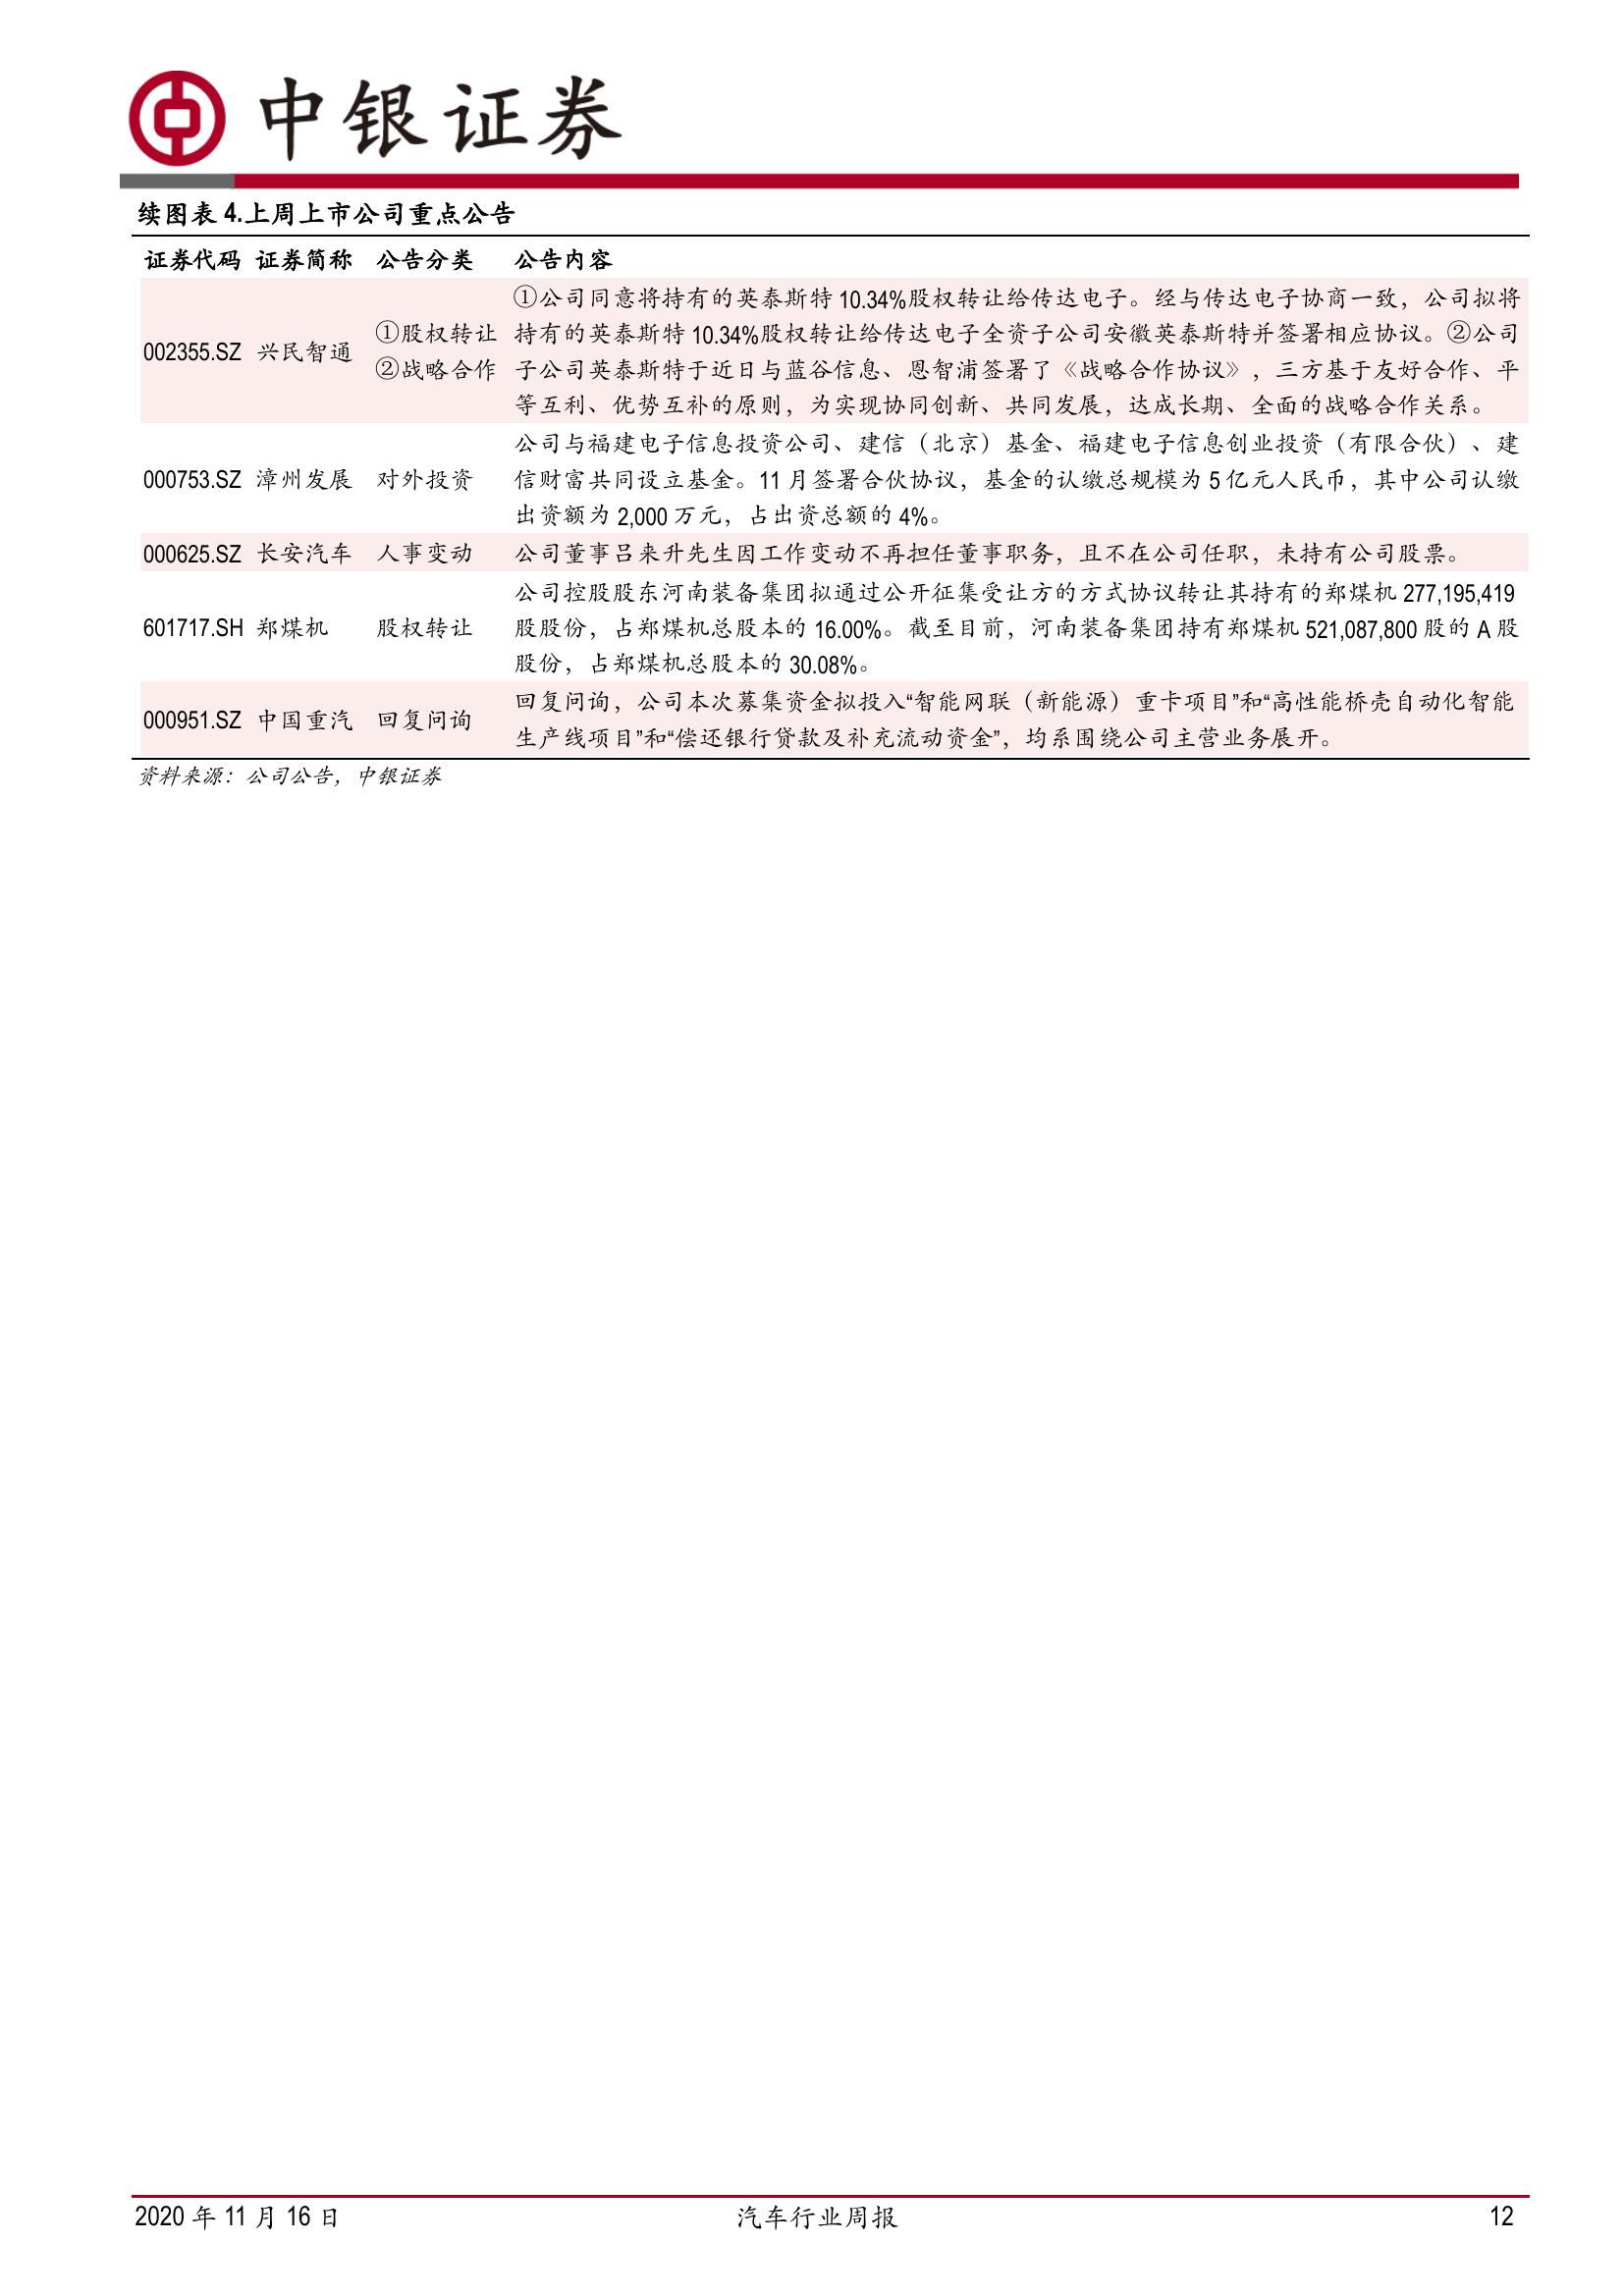 中银证券
续图表 4.上周上市公司重点公告
证券代码 证券简称 公告分类 公告内容
002355.SZ 兴民智通 ①股权转让 ②战略合作
①公司同意将持有的英泰斯特 10.34%股权转让给传达电子。经与传达电子协商一致，公司拟将
持有的英泰斯特 10.34%股权转让给传达电子全资子公司安徽英泰斯特并签署相应协议。②公司
子公司英泰斯特于近日与蓝谷信息、恩智浦签署了《战略合作协议》，三方基于友好合作、平
等互利、优势互补的原则，为实现协同创新、共同发展，达成长期、全面的战略合作关系。
000753.SZ 漳州发展 对外投资
公司与福建电子信息投资公司、建信（北京）基金、福建电子信息创业投资（有限合伙）、建
信财富共同设立基金。11 月签署合伙协议，基金的认缴总规模为 5 亿元人民币，其中公司认缴
出资额为 2,000 万元，占出资总额的 4%。
000625.SZ 长安汽车 人事变动 公司董事吕来升先生因工作变动不再担任董事职务，且不在公司任职，未持有公司股票。
601717.SH 郑煤机 股权转让
公司控股股东河南装备集团拟通过公开征集受让方的方式协议转让其持有的郑煤机 277,195,419
股股份，占郑煤机总股本的 16.00%。截至目前，河南装备集团持有郑煤机 521,087,800 股的 A 股
股份，占郑煤机总股本的 30.08%。
000951.SZ 中国重汽 回复问询
回复问询，公司本次募集资金拟投入“智能网联（新能源）重卡项目”和“高性能桥壳自动化智能
生产线项目”和“偿还银行贷款及补充流动资金”，均系围绕公司主营业务展开。
资料来源：公司公告，中银证券
2020 年 11 月 16 日 汽车行业周报 12